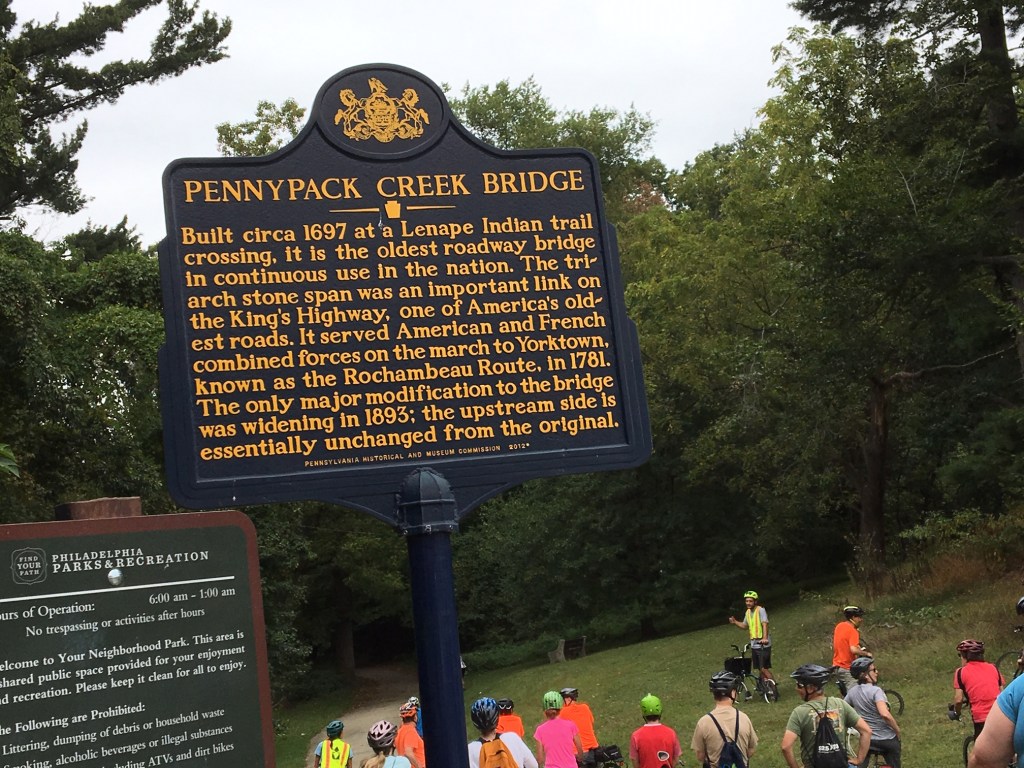 PENNYPACK CREEK BRIDGE
Built circa 1697 at a Lenape Indian trail
crossing, it is the oldest roadway bridge
in continuous use in the nation. The tri-
arch stone span was an important link on
the King's Highway, one of America's old-
est roads. It served American and French
combined forces on the march to Yorktown,
known as the Rochambeau Route, in 1781.
The only major modification to the bridge
was widening in 1893; the upstream side is
essentially unchanged from the original.
PENNSYLVANIA HISTORICAL AND MUSEUM COMMISSION 2012
FIND
YOUR
PATH
PHILADELPHIA
PARKS & RECREATION
ours of Operation: 6:00 am - 1:00 am
No trespassing or activities after hours
elcome to Your Neighborhood Park. This area is
shared public space provided for your enjoyment
nd recreation. Please keep it clean for all to enjoy.
he Following are Prohibited:
Littering, dumping of debris or household waste
moking, alcoholic beverages or illegal substances
cluding ATVs and dirt bikes